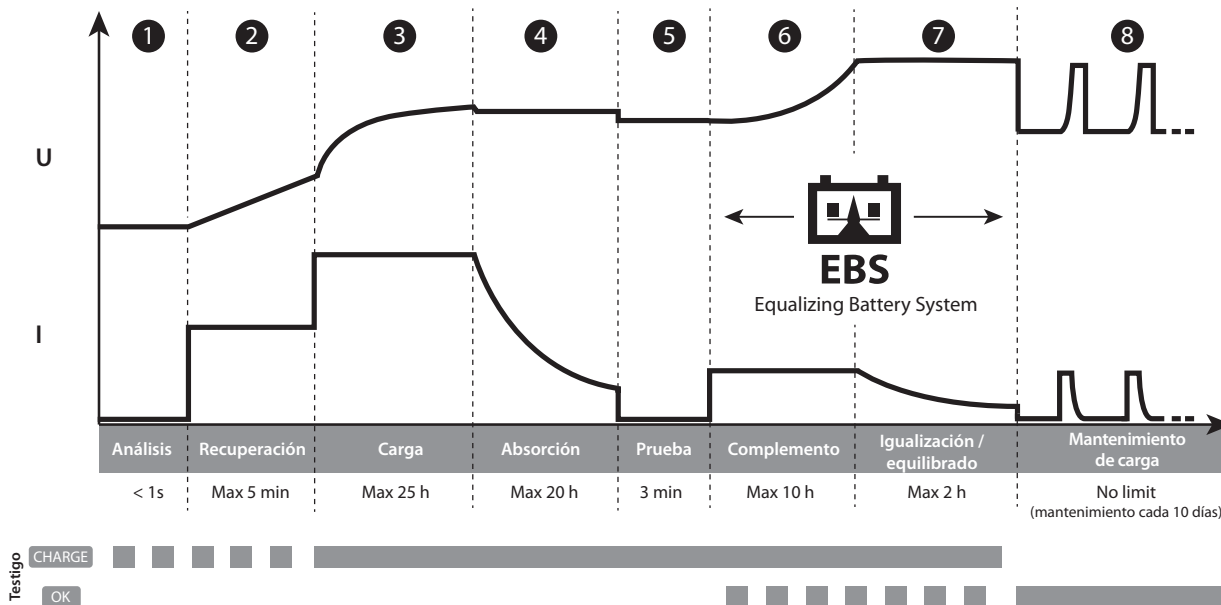 1 2 3 4 5 6 7 8
U
EBS
Equalizing Battery System
I
Análisis Recuperación Carga Absorción Prueba Complemento Igualización / equilibrado Mantenimiento de carga
< 1s Max 5 min Max 25 h Max 20 h 3 min Max 10 h Max 2 h No limit
(mantenimiento cada 10 días)
Testigo
CHARGE
OK